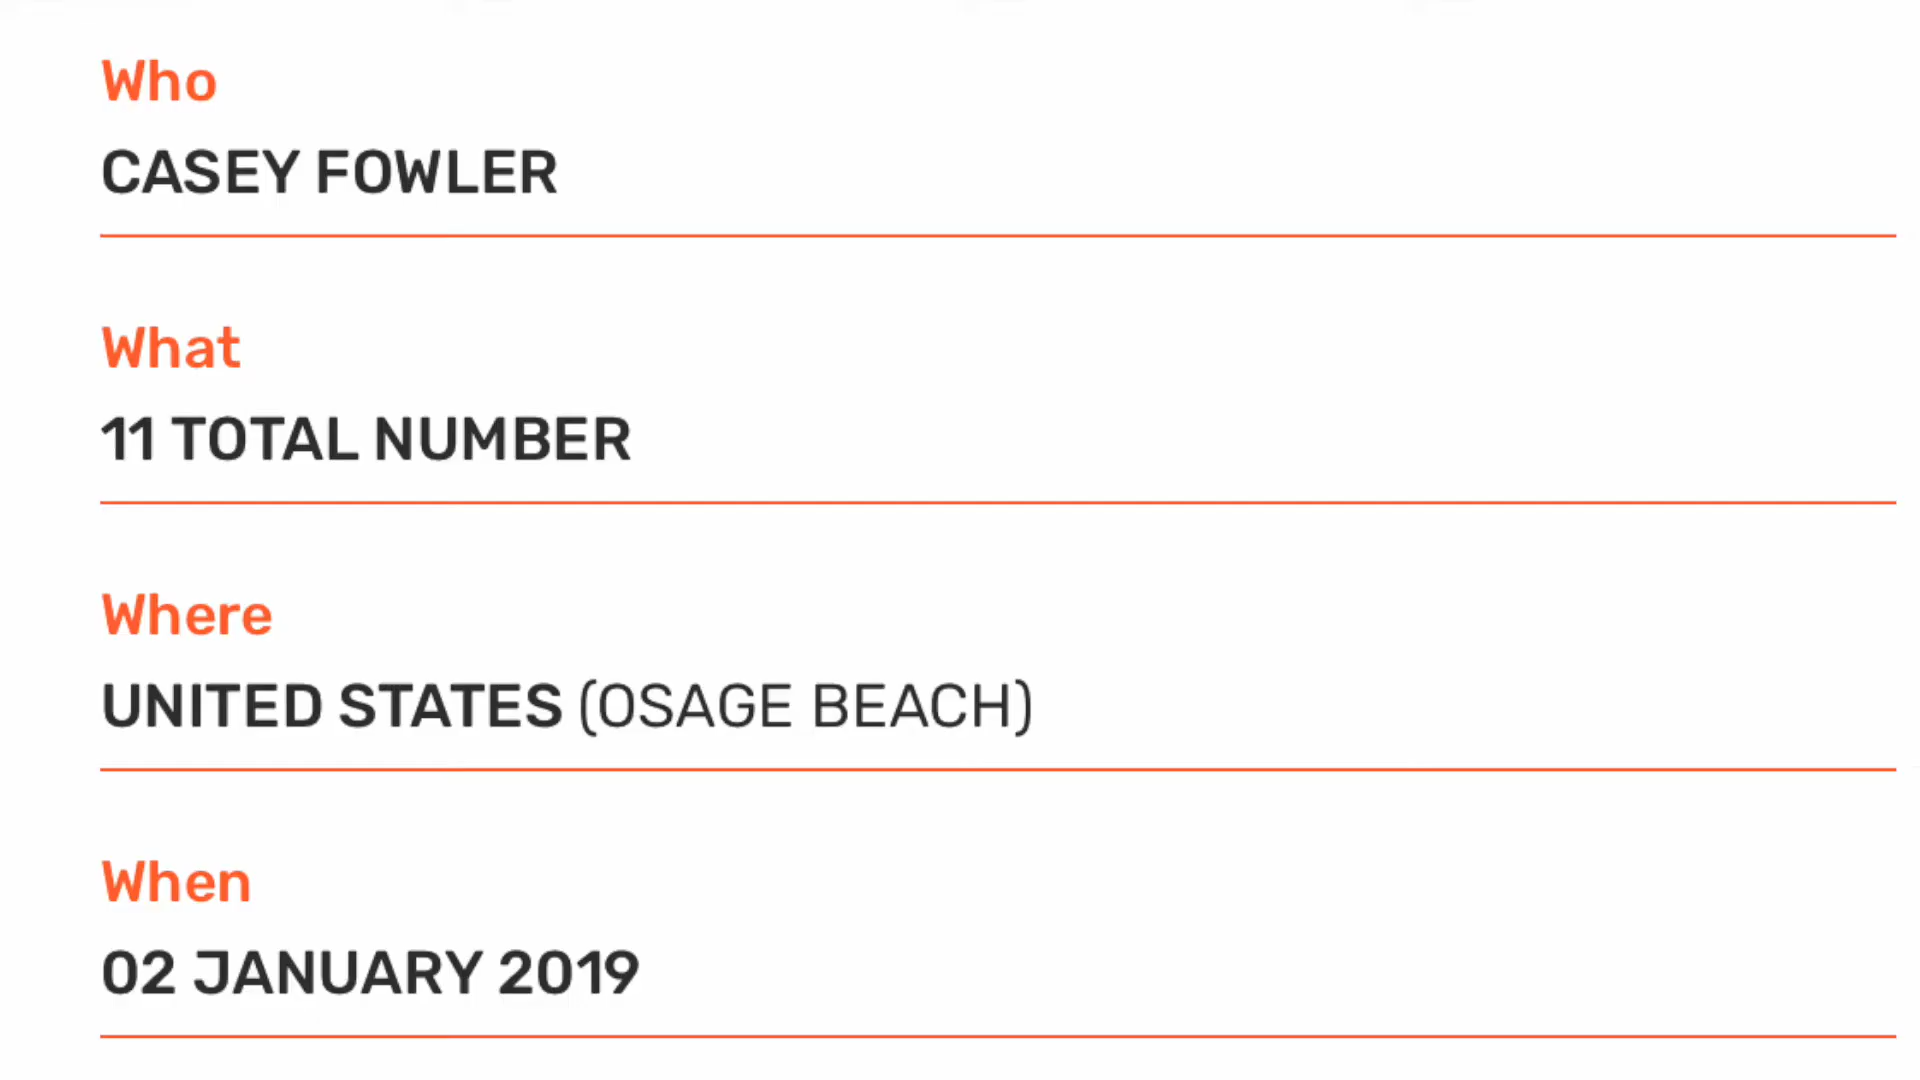 Who
CASEY FOWLER
What
11 TOTAL NUMBER
Where
UNITED STATES (OSAGE BEACH)
When
02 JANUARY 2019